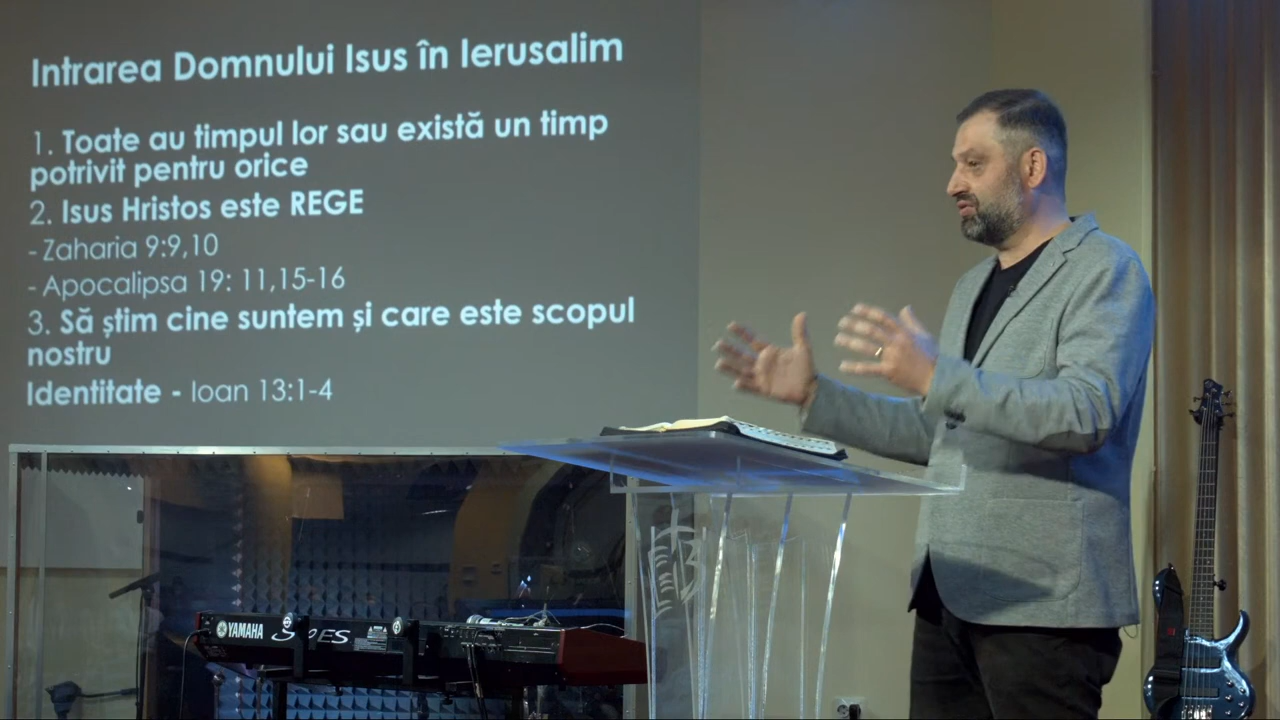 Intrarea Domnului Isus în Ierusalim
1. Toate au timpul lor sau există un timp
potrivit pentru orice
2. Isus Hristos este REGE
- Zaharia 9:9,10
- Apocalipsa 19: 11,15-16
3. Să știm cine suntem și care este scopul
nostru
Identitate - Ioan 13:1-4
YAMAHA